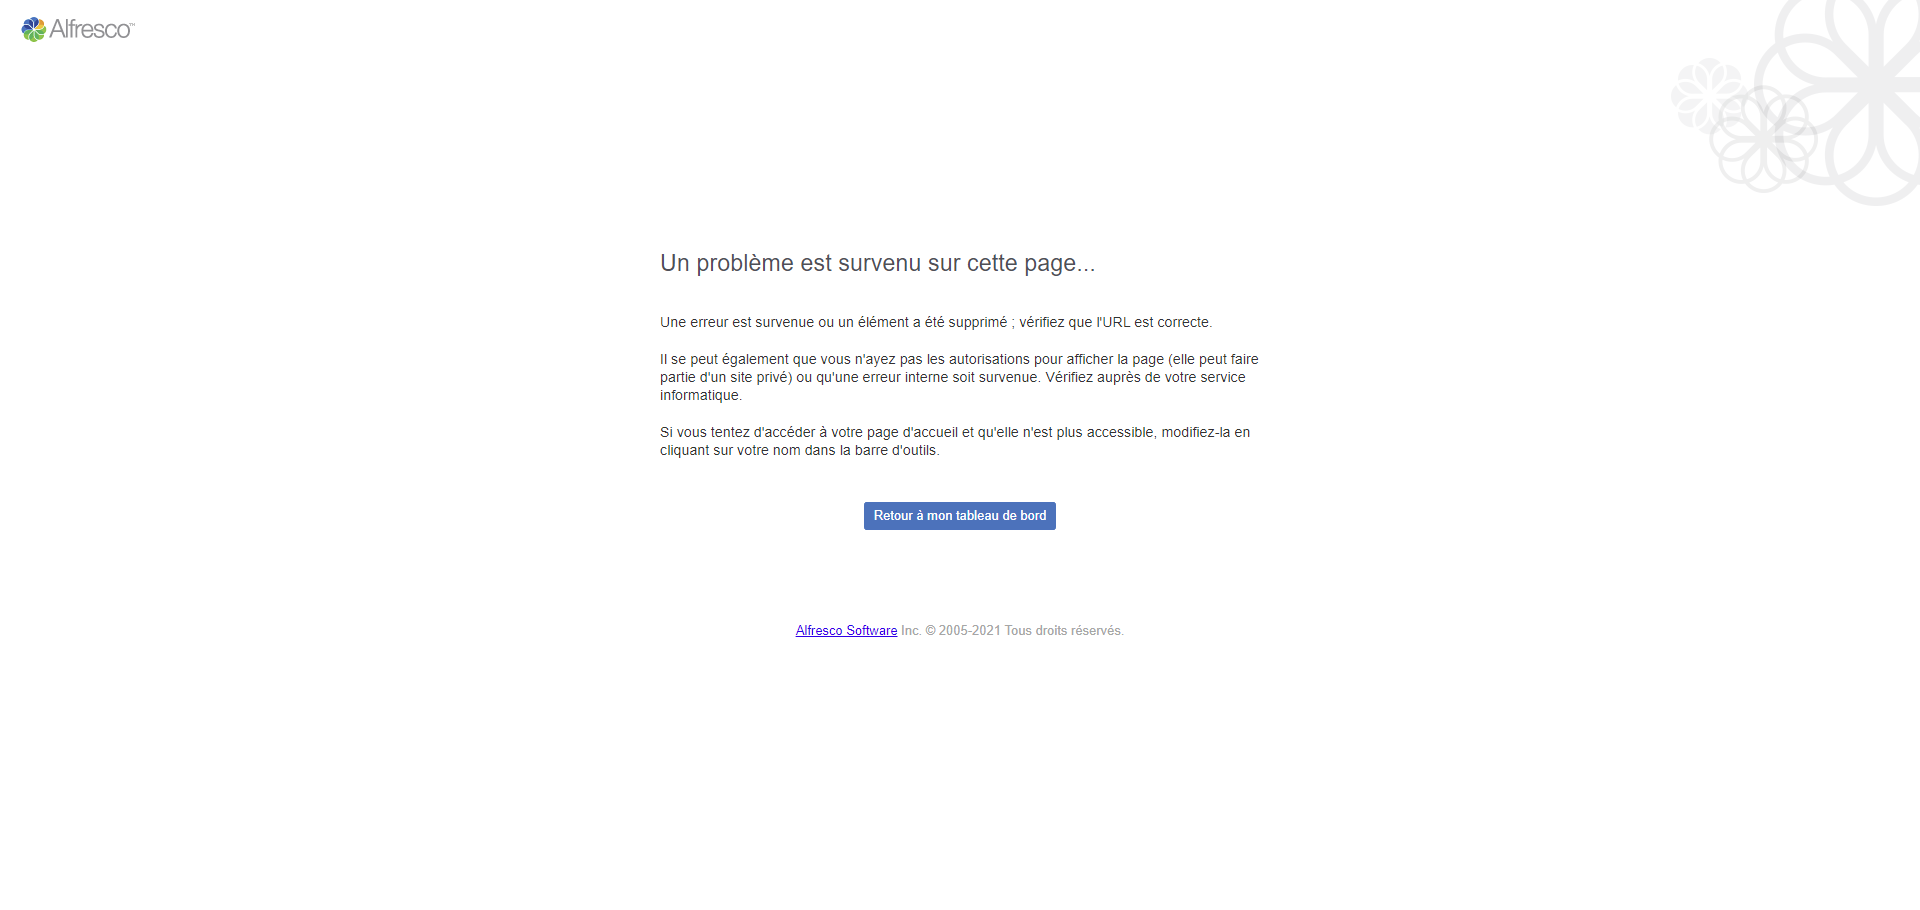 Alfresco™
Un problème est survenu sur cette page...
Une erreur est survenue ou un élément a été supprimé ; vérifiez que l'URL est correcte.
Il se peut également que vous n'ayez pas les autorisations pour afficher la page (elle peut faire
partie d'un site privé) ou qu'une erreur interne soit survenue. Vérifiez auprès de votre service
informatique.
Si vous tentez d'accéder à votre page d'accueil et qu'elle n'est plus accessible, modifiez-la en
cliquant sur votre nom dans la barre d'outils.
Retour à mon tableau de bord
Alfresco Software Inc. © 2005-2021 Tous droits réservés.